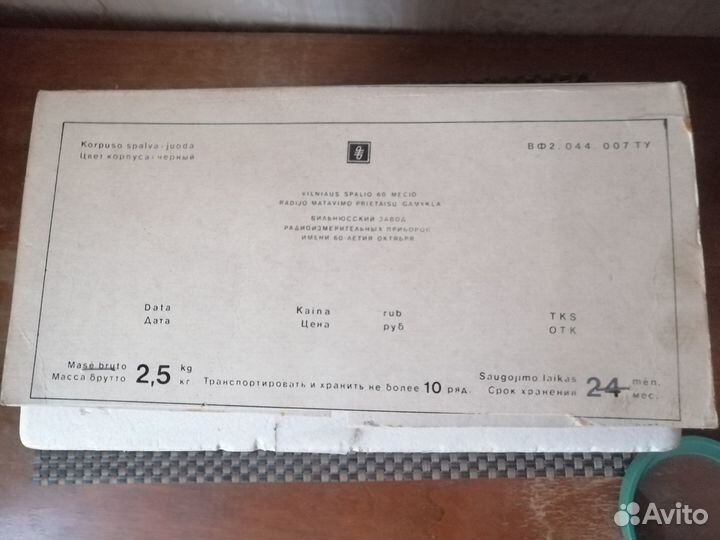 Korpuso spalva-juoda
Цвет корпуса-черный
ВФ2.044.007 ТУ
VILNIAUS SPALIO 60 MEČIO
RADIJO MATAVIMO PRIETAISŲ GAMYKLA
ВИЛЬНЮССКИЙ ЗАВОД
РАДИОИЗМЕРИТЕЛЬНЫХ ПРИБОРОВ
ИМЕНИ 60-ЛЕТИЯ ОКТЯБРЯ
Data
Дата
Kaina rub
Цена руб
TKS
ОТК
Masė bruto 2,5 kg
Масса брутто кг.
Транспортировать и хранить не более 10 ряд.
Saugojimo laikas 24 mėn.
Срок хранения мес.
Avito